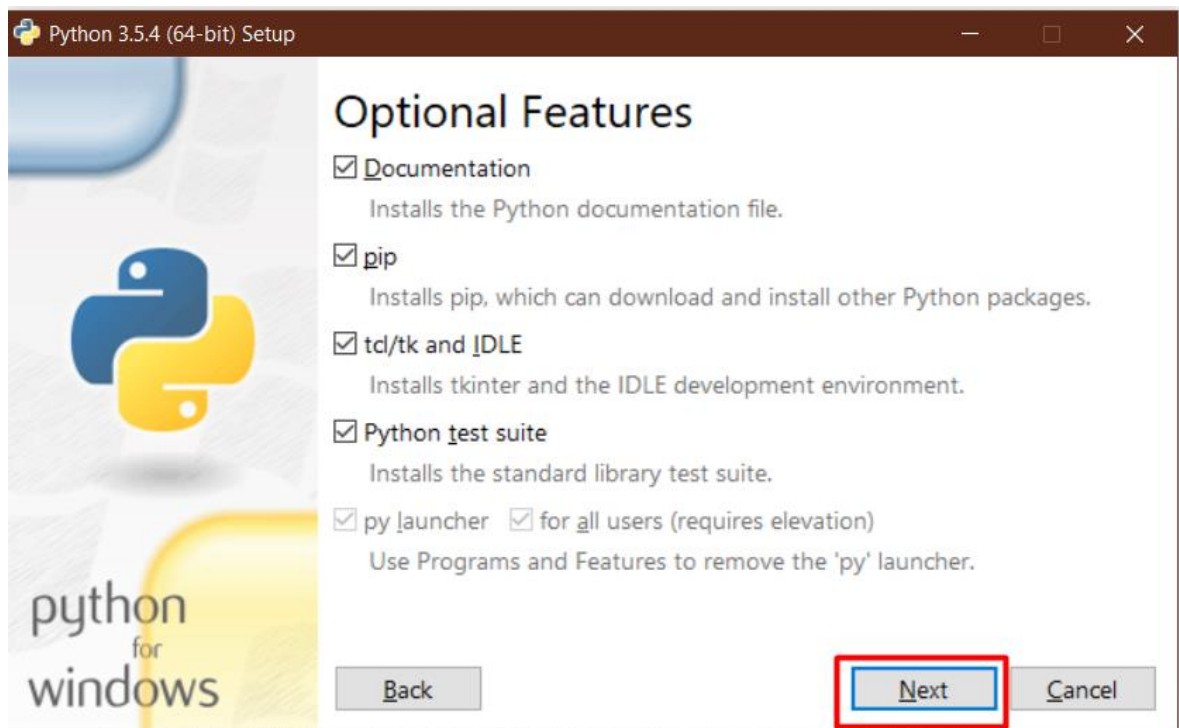 Python 3.5.4 (64-bit) Setup
Optional Features
Documentation
Installs the Python documentation file.
pip
Installs pip, which can download and install other Python packages.
tcl/tk and IDLE
Installs tkinter and the IDLE development environment.
Python test suite
Installs the standard library test suite.
py launcher for all users (requires elevation)
Use Programs and Features to remove the 'py' launcher.
python
for
windows
Back Next Cancel